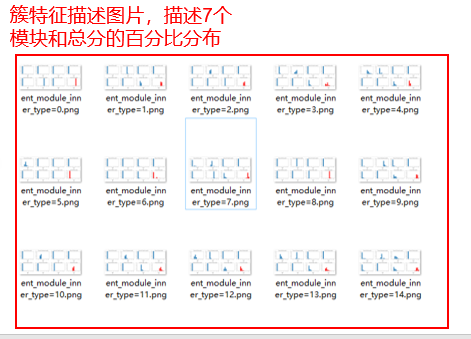 簇特征描述图片，描述7个
模块和总分的百分比分布
ent_module_inn
er_type=0.png
ent_module_inn
er_type=1.png
ent_module_inn
er_type=2.png
ent_module_inn
er_type=3.png
ent_module_inn
er_type=4.png
ent_module_inn
er_type=5.png
ent_module_inn
er_type=6.png
ent_module_inn
er_type=7.png
ent_module_inn
er_type=8.png
ent_module_inn
er_type=9.png
ent_module_inn
er_type=10.png
ent_module_inn
er_type=11.png
ent_module_inn
er_type=12.png
ent_module_inn
er_type=13.png
ent_module_inn
er_type=14.png